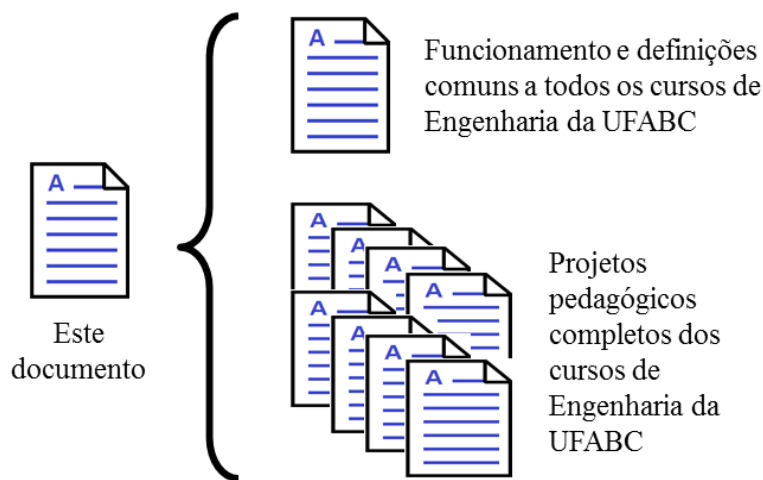 A
Funcionamento e definições
comuns a todos os cursos de
Engenharia da UFABC
A
Este
documento
A
A
A
A
A
A
A
A
Projetos
pedagógicos
completos dos
cursos de
Engenharia da
UFABC